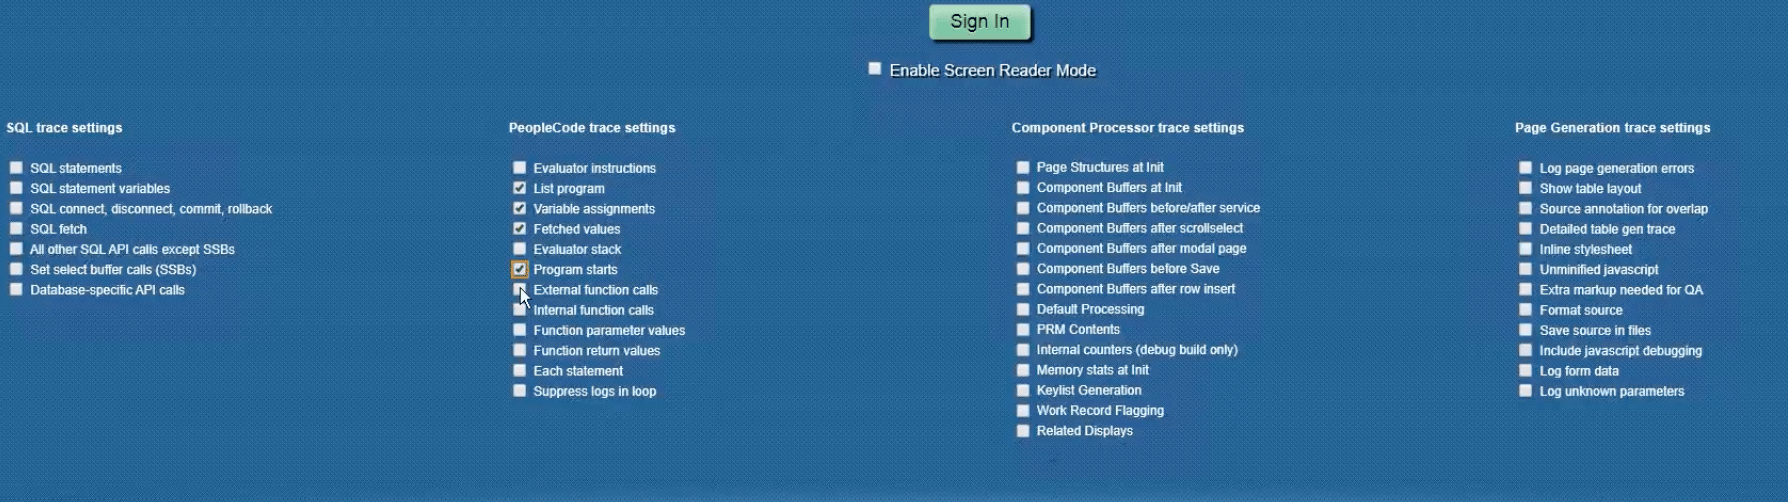 Sign In
Enable Screen Reader Mode
SQL trace settings
SQL statements
SQL statement variables
SQL connect, disconnect, commit, rollback
SQL fetch
All other SQL API calls except SSBs
Set select buffer calls (SSBs)
Database-specific API calls
PeopleCode trace settings
Evaluator instructions
List program
Variable assignments
Fetched values
Evaluator stack
Program starts
External function calls
Internal function calls
Function parameter values
Function return values
Each statement
Suppress logs in loop
Component Processor trace settings
Page Structures at Init
Component Buffers at Init
Component Buffers before/after service
Component Buffers after scrollselect
Component Buffers after modal page
Component Buffers before Save
Component Buffers after row insert
Default Processing
PRM Contents
Internal counters (debug build only)
Memory stats at Init
Keylist Generation
Work Record Flagging
Related Displays
Page Generation trace settings
Log page generation errors
Show table layout
Source annotation for overlap
Detailed table gen trace
Inline stylesheet
Unminified javascript
Extra markup needed for QA
Format source
Save source in files
Include javascript debugging
Log form data
Log unknown parameters